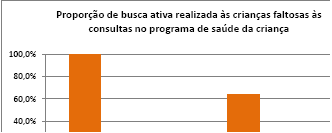 Proporção de busca ativa realizada às crianças faltosas às
consultas no programa de saúde da criança
100,0%
80,0%
60,0%
40,0%